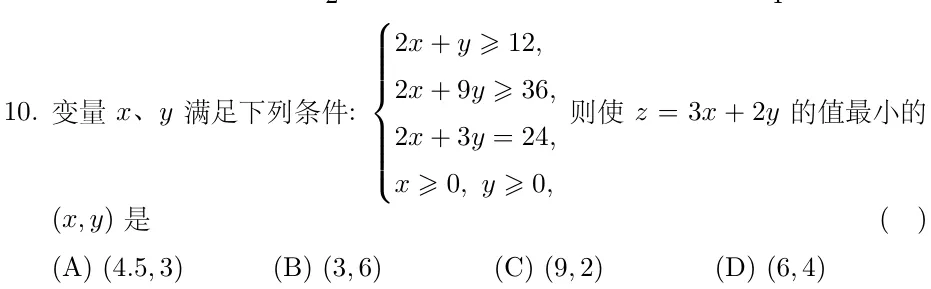 2
10. 变量 x、y 满足下列条件: { 2x + y ⩾ 12,
2x + 9y ⩾ 36,
2x + 3y = 24,
x ⩾ 0, y ⩾ 0,
则使 z = 3x + 2y 的值最小的
(x, y) 是 ( )
(A) (4.5, 3) (B) (3, 6) (C) (9, 2) (D) (6, 4)